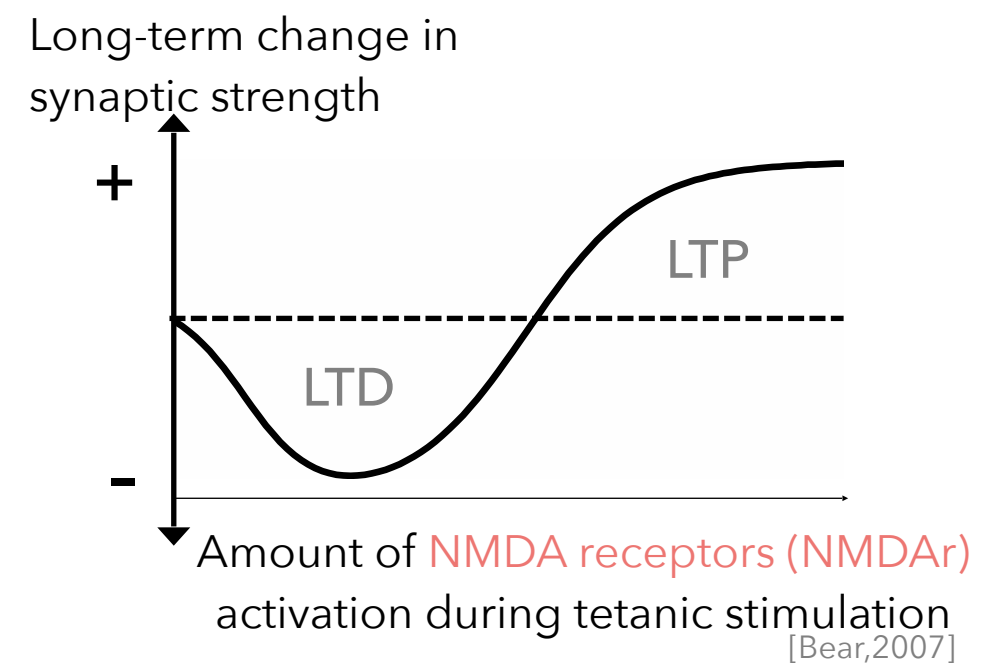 Long-term change in
synaptic strength
+
LTP
LTD
-
Amount of NMDA receptors (NMDAr)
activation during tetanic stimulation
[Bear,2007]